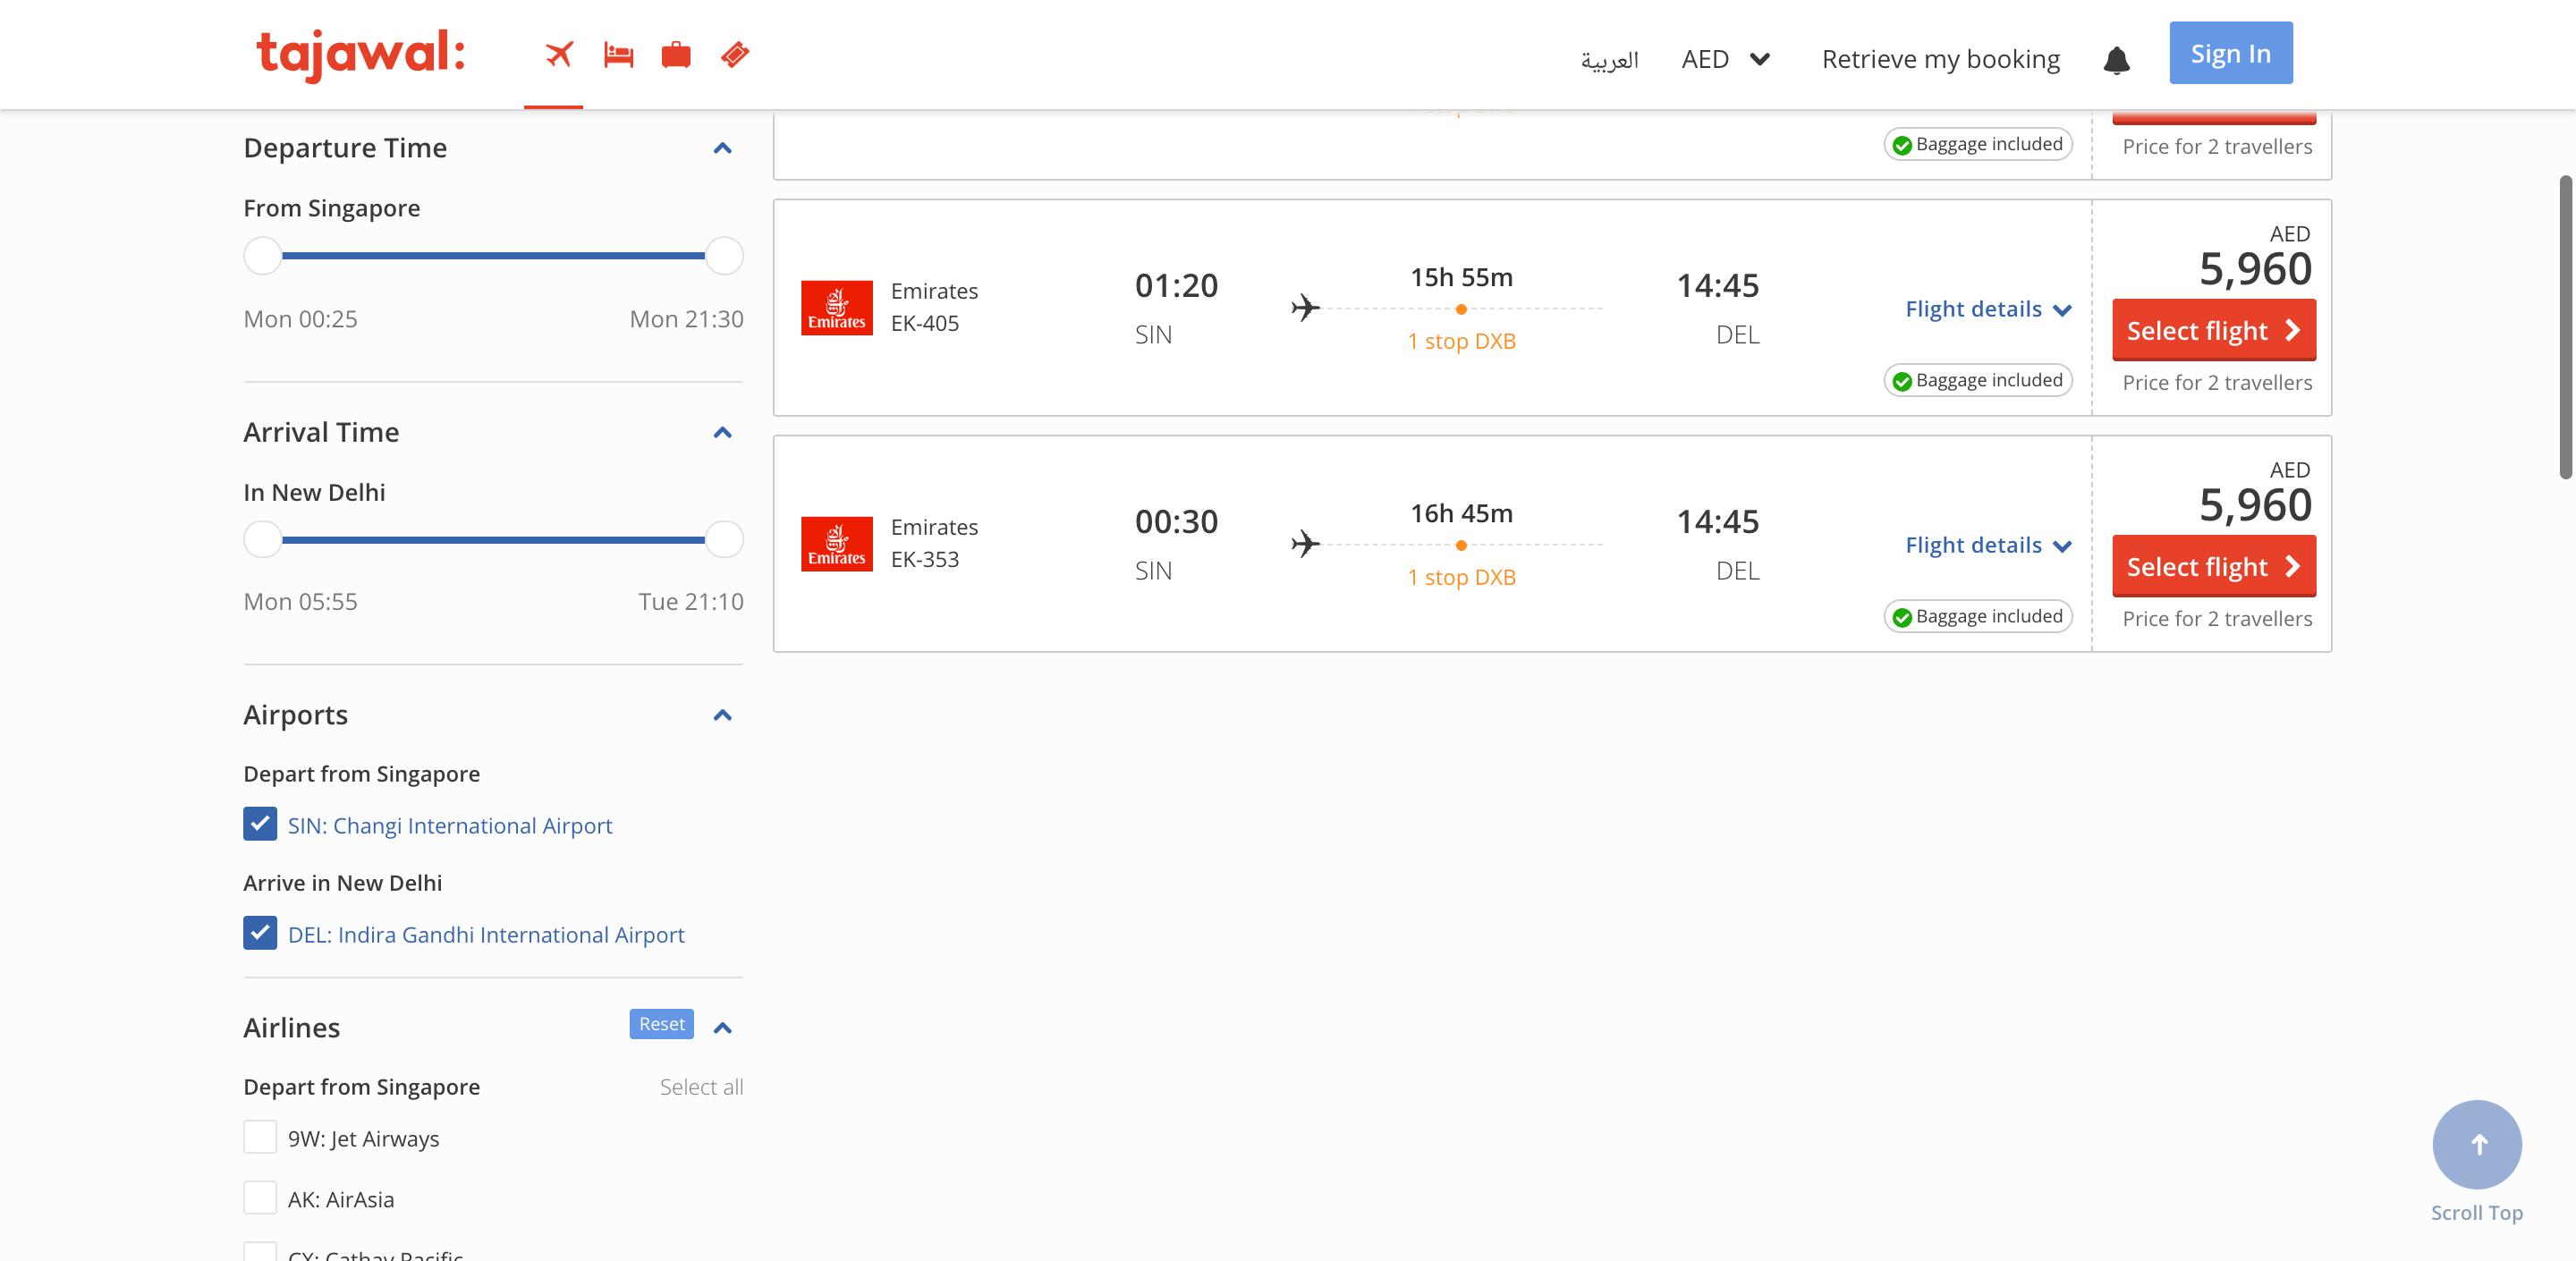 tajawal:
العربية
AED
Retrieve my booking
Sign In
Departure Time
From Singapore
Mon 00:25
Mon 21:30
Arrival Time
In New Delhi
Mon 05:55
Tue 21:10
Airports
Depart from Singapore
SIN: Changi International Airport
Arrive in New Delhi
DEL: Indira Gandhi International Airport
Airlines
Reset
Depart from Singapore
Select all
9W: Jet Airways
AK: AirAsia
CX: Cathay Pacific
Baggage included
Price for 2 travellers
Emirates
Emirates
EK-405
01:20
SIN
15h 55m
1 stop DXB
14:45
DEL
Flight details
Baggage included
AED
5,960
Select flight
Price for 2 travellers
Emirates
Emirates
EK-353
00:30
SIN
16h 45m
1 stop DXB
14:45
DEL
Flight details
Baggage included
AED
5,960
Select flight
Price for 2 travellers
Scroll Top